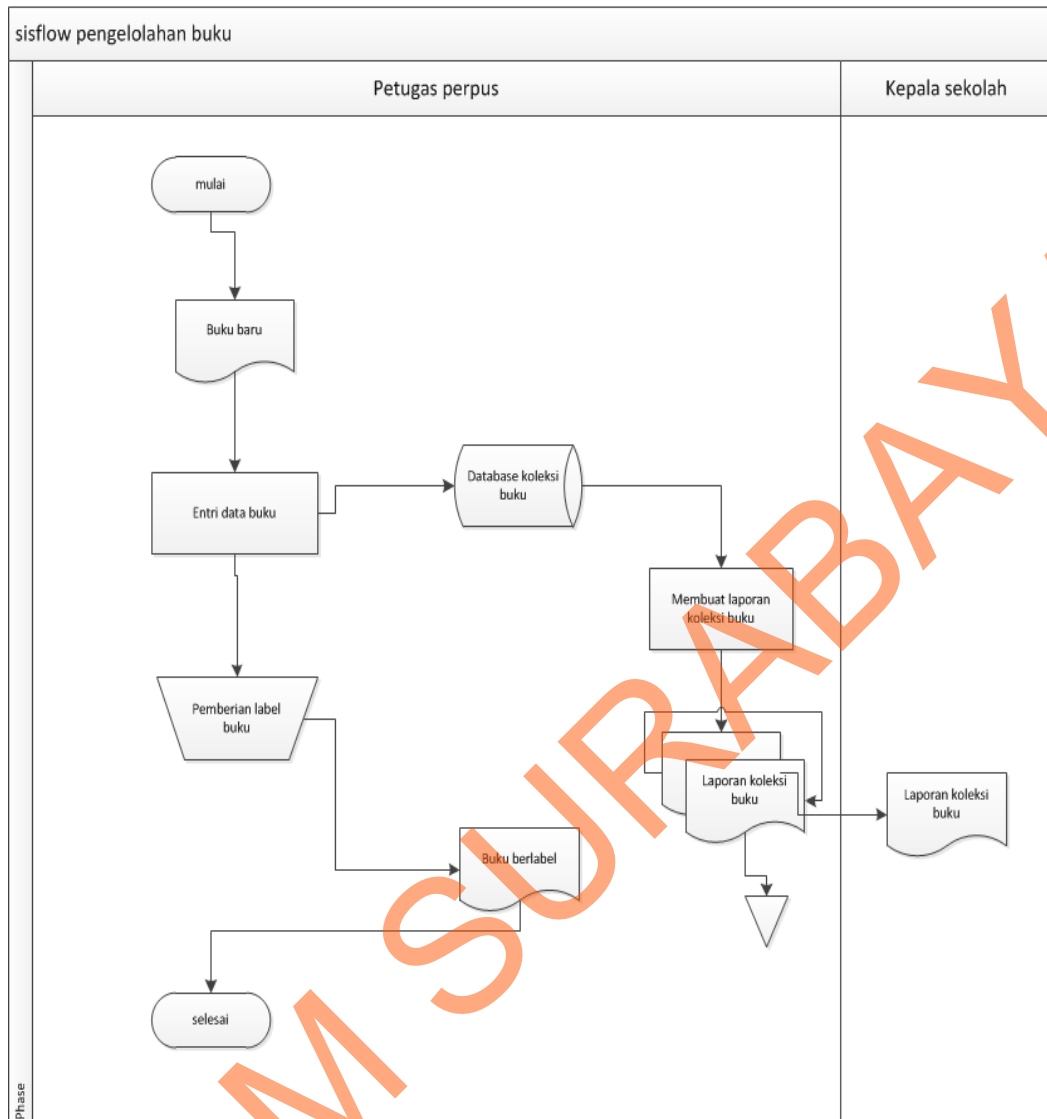 sisflow pengelolahan buku
Petugas perpus
Kepala sekolah
mulai
Buku baru
Entri data buku
Database koleksi
buku
Membuat laporan
koleksi buku
Pemberian label
buku
Laporan koleksi
buku
Laporan koleksi
buku
Buku berlabel
selesai
Phase
M SURABAY